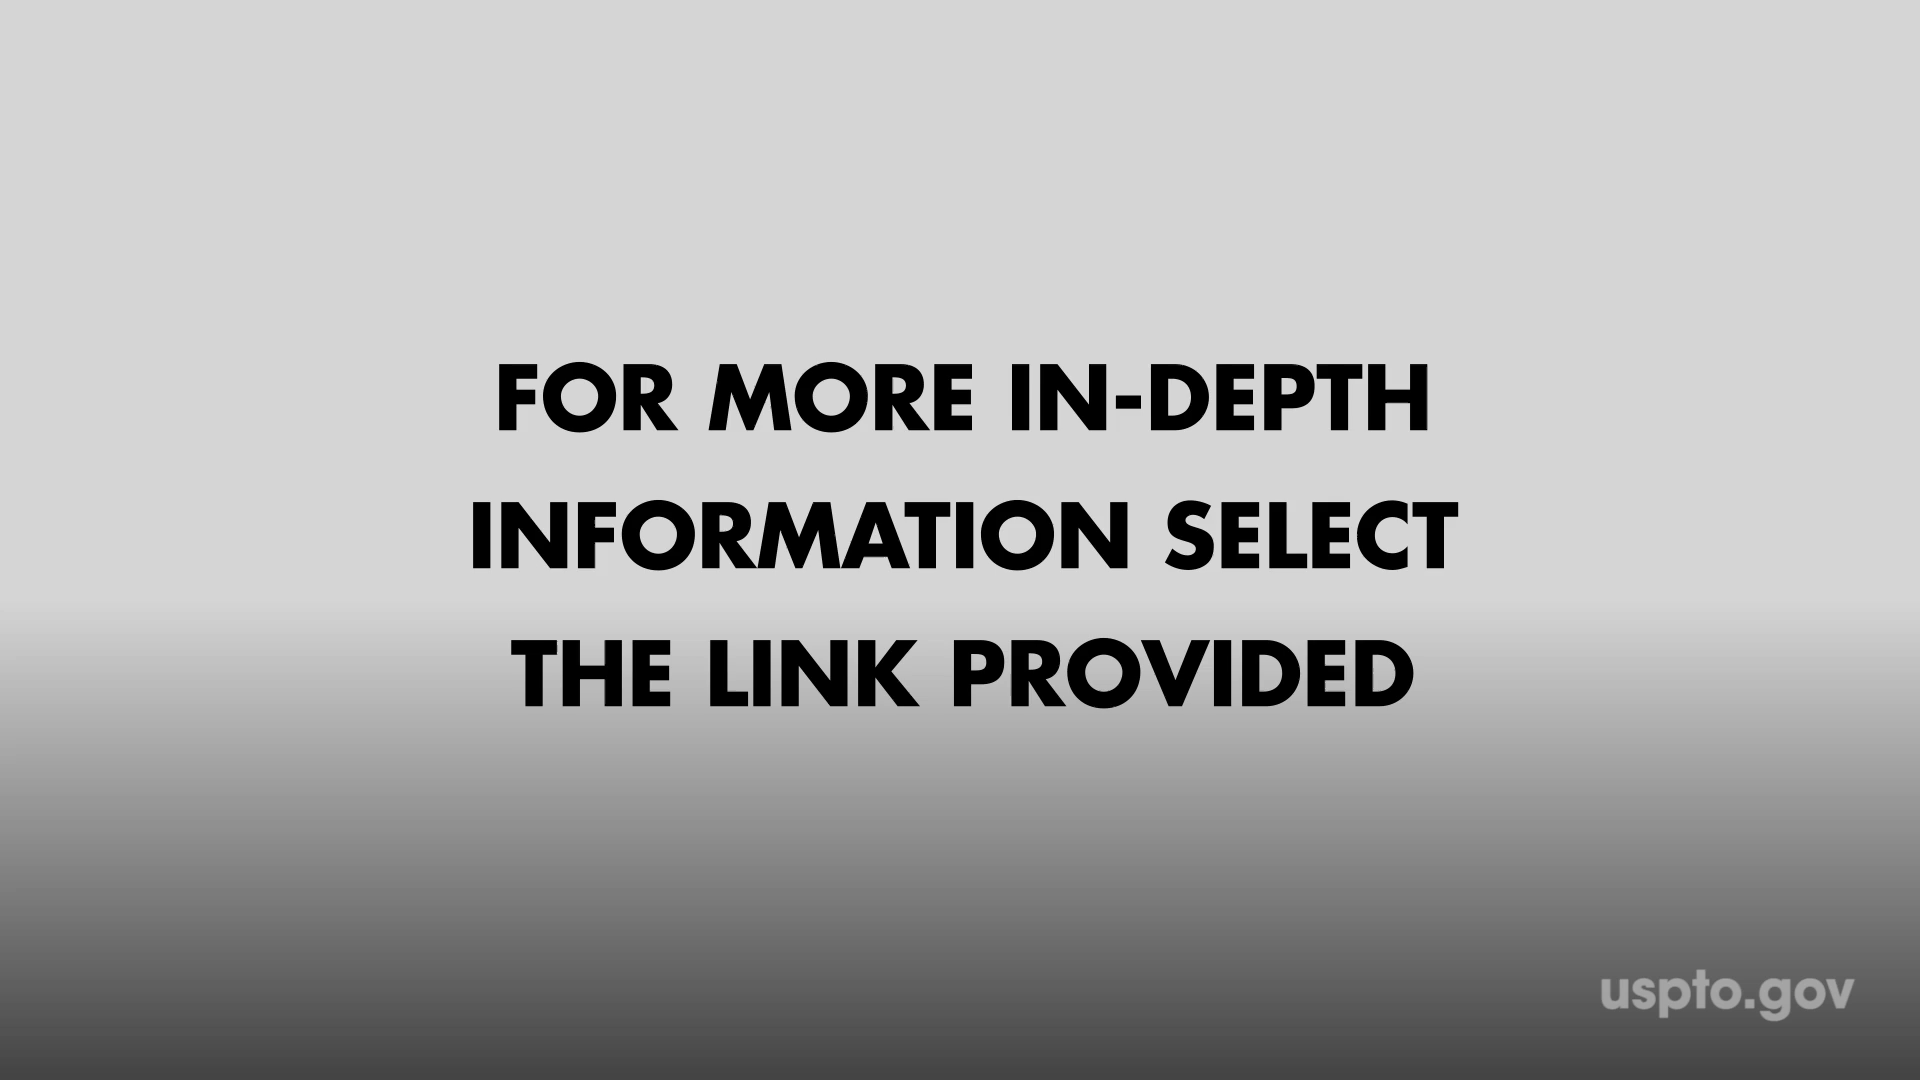 FOR MORE IN-DEPTH
INFORMATION SELECT
THE LINK PROVIDED
uspto.gov